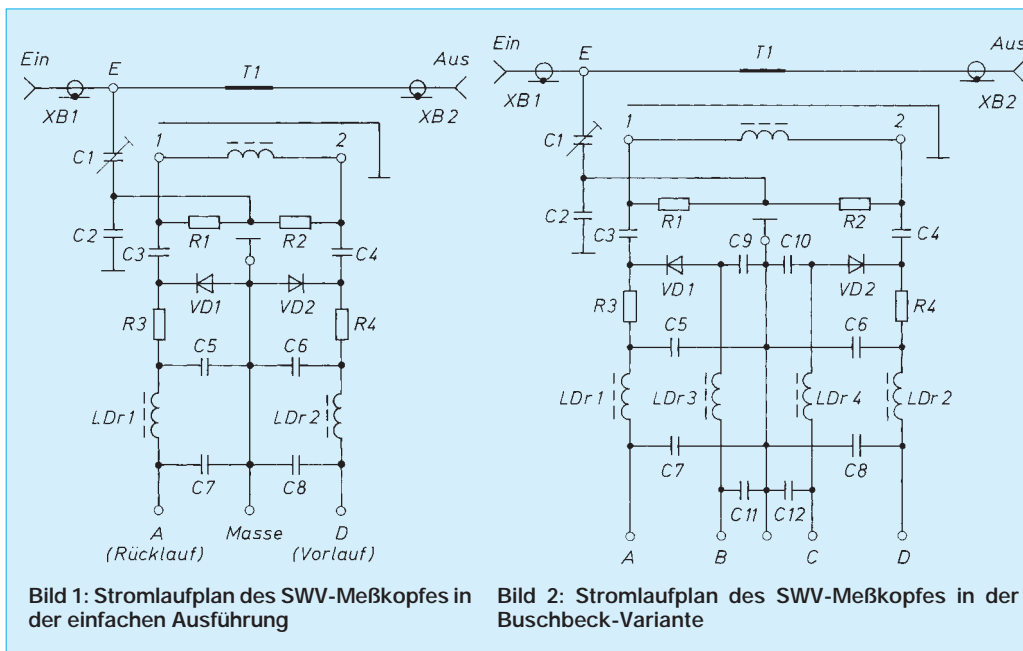 Ein
E
T1
Aus
XB1
XB2
C1
1
2
C2
R1
R2
C3
C4
VD1
VD2
R3
R4
C5
C6
LDr1
LDr2
C7
C8
A
Masse
D
(Rücklauf)
(Vorlauf)
Bild 1: Stromlaufplan des SWV-Meßkopfes in
der einfachen Ausführung
Ein
E
T1
Aus
XB1
XB2
C1
1
2
C2
R1
R2
C3
C9
C10
C4
VD1
VD2
R3
R4
C5
C6
LDr1
LDr3
LDr4
LDr2
C7
C8
C11
C12
A
B
C
D
Bild 2: Stromlaufplan des SWV-Meßkopfes in der
Buschbeck-Variante